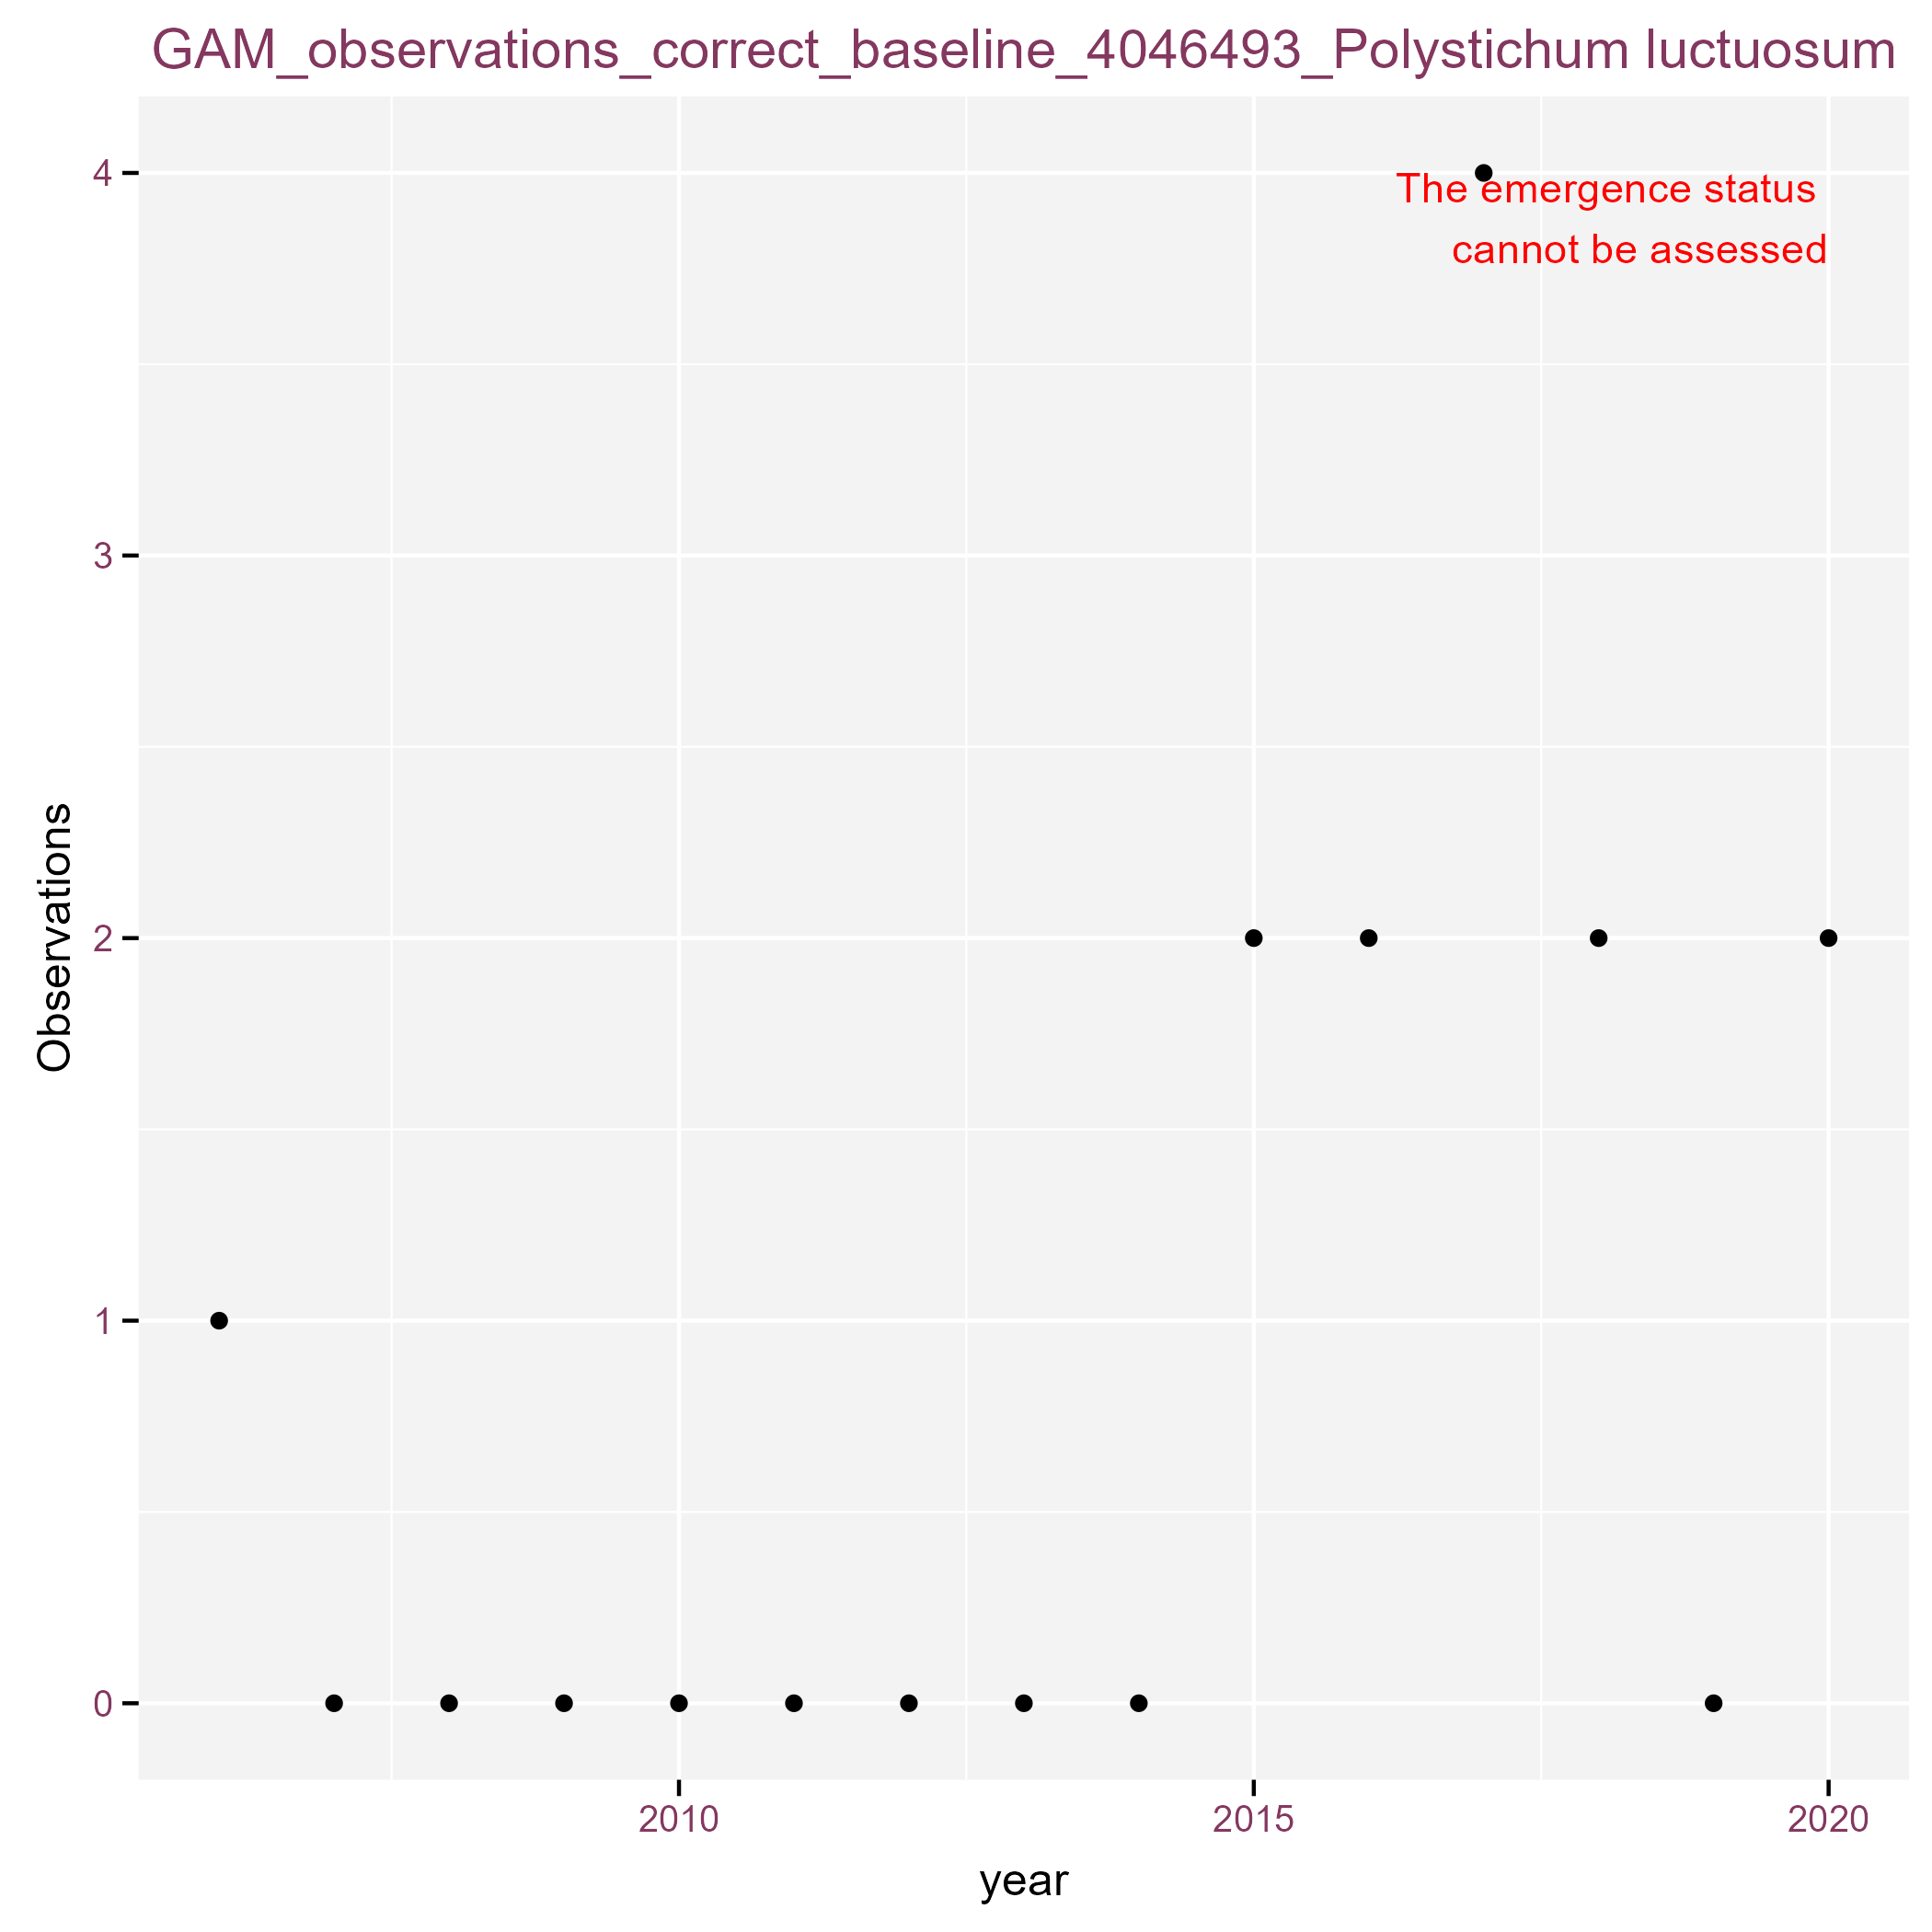 GAM_observations_correct_baseline_4046493_Polystichum luctuosum
4
The emergence status
cannot be assessed
3
2
1
0
Observations
2010
2015
2020
year